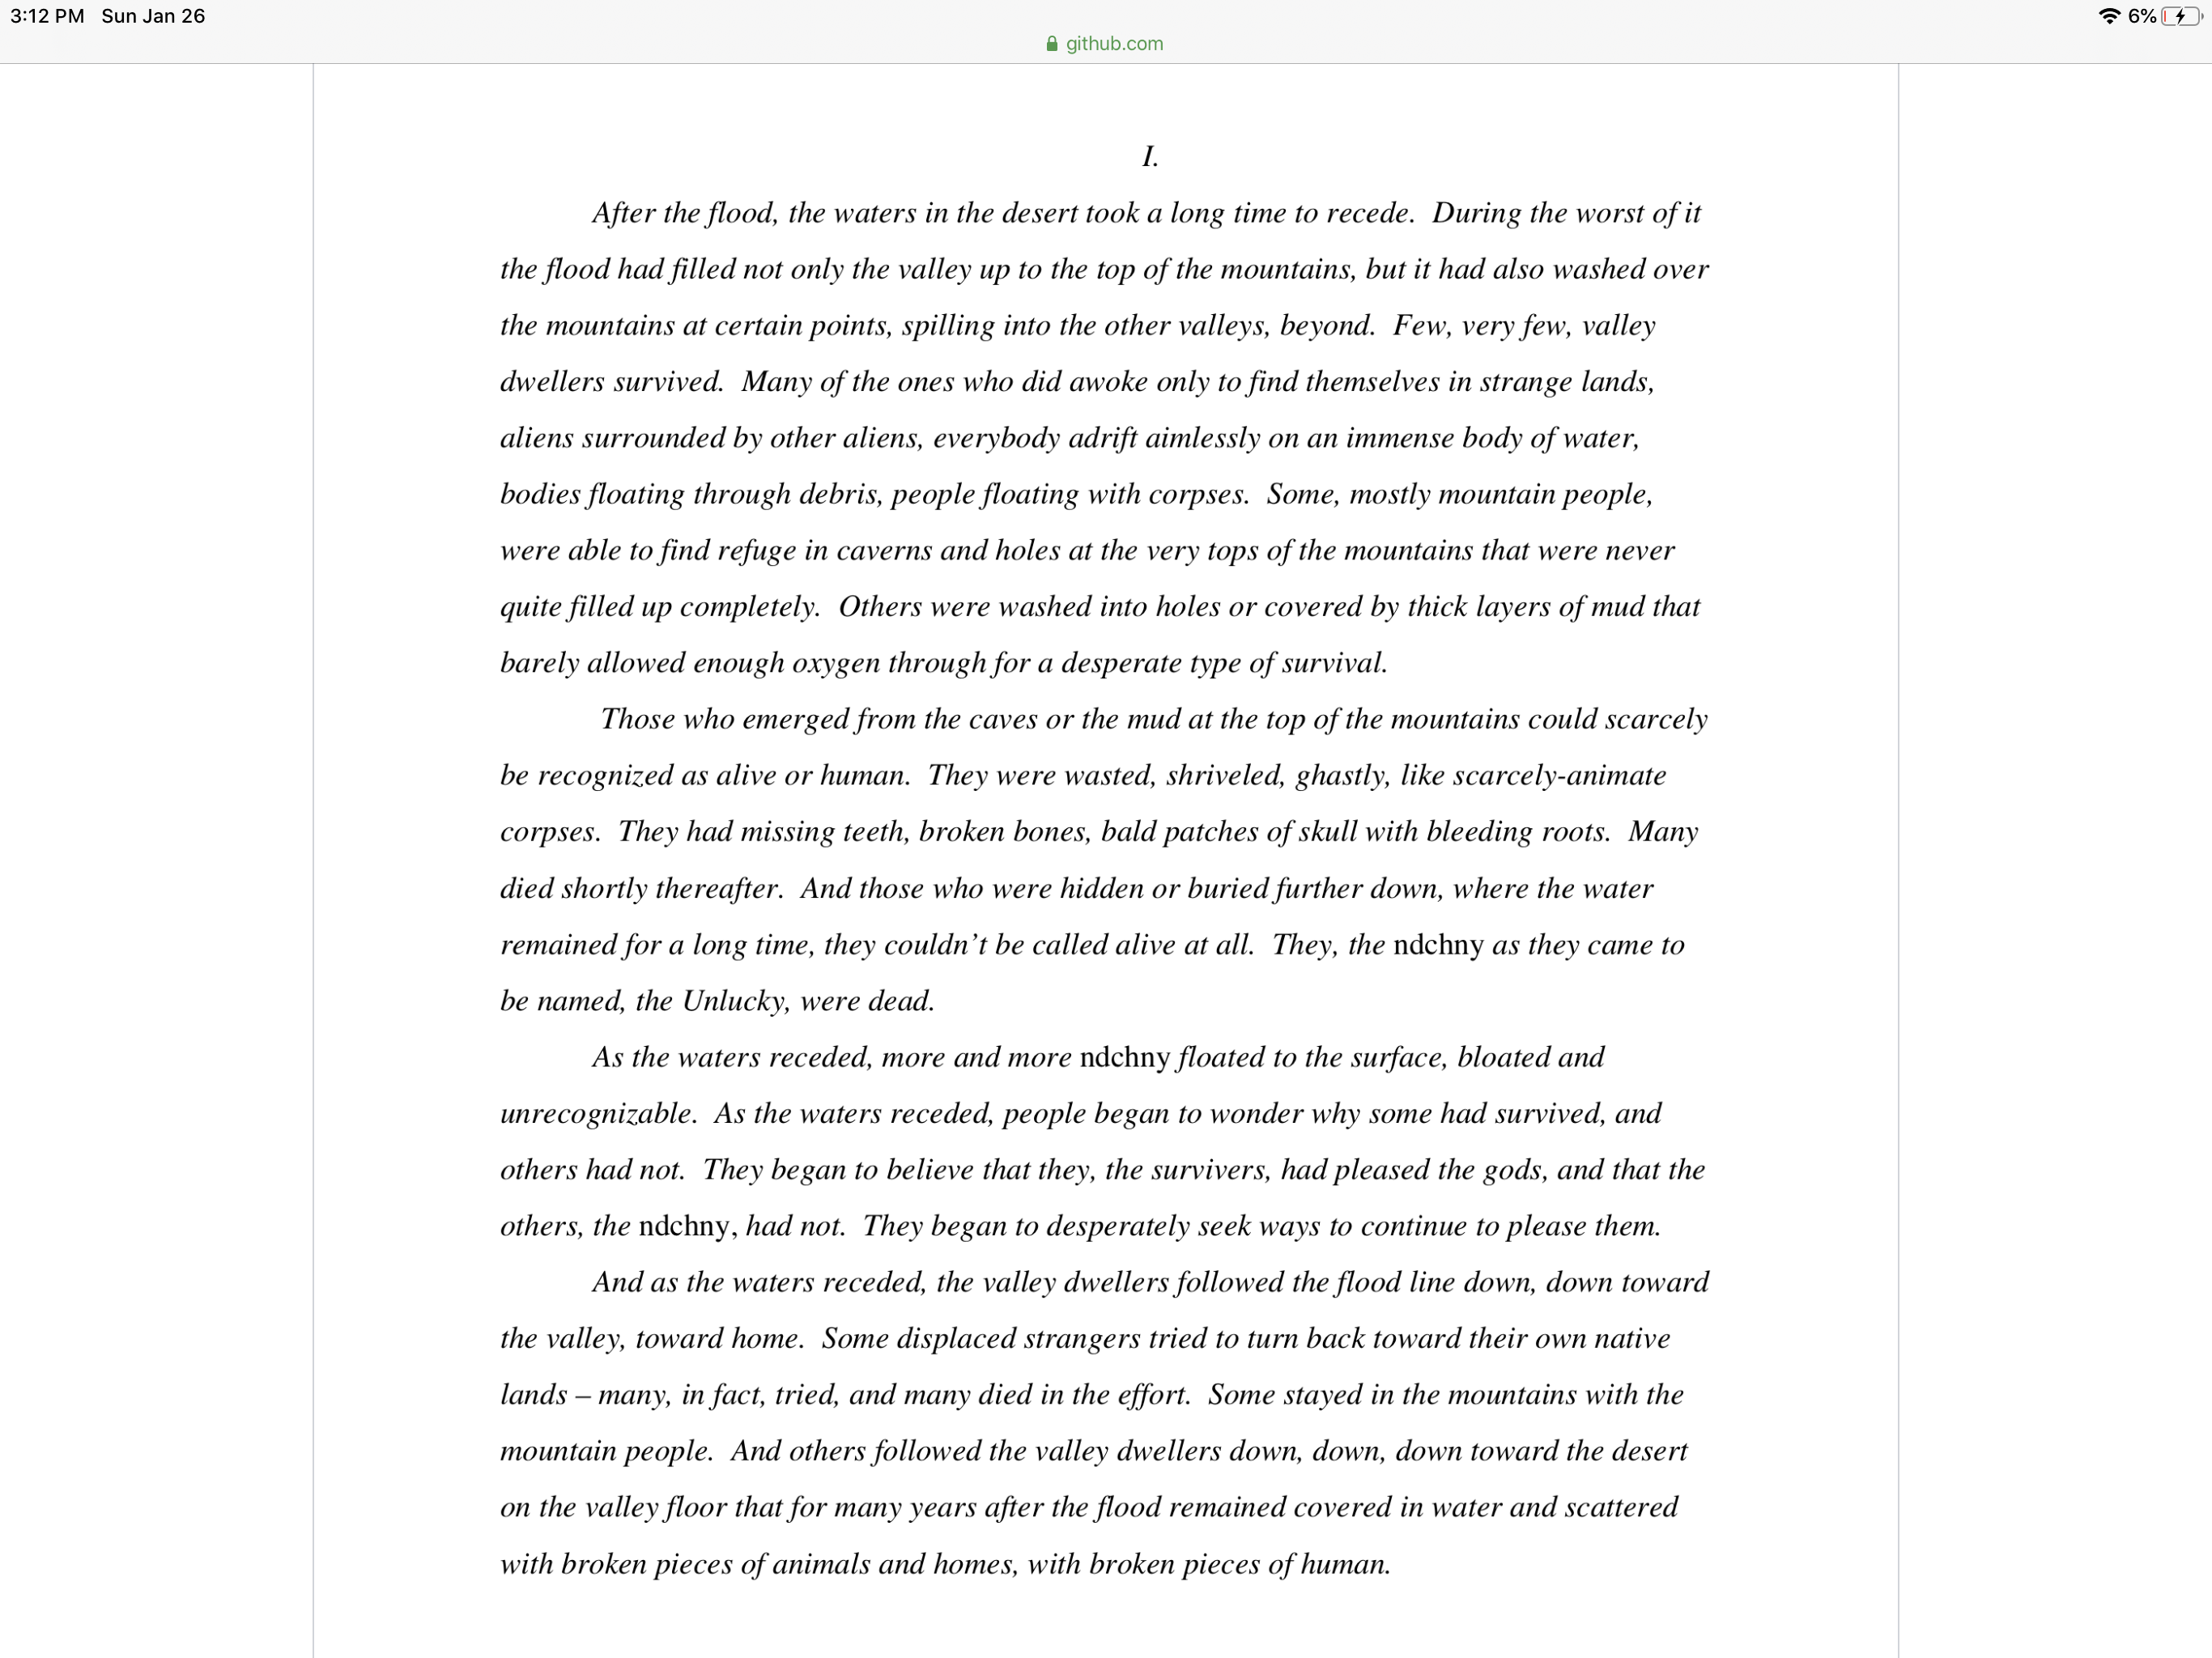 3:12 PM Sun Jan 26
6%
github.com
I.
After the flood, the waters in the desert took a long time to recede.  During the worst of it
the flood had filled not only the valley up to the top of the mountains, but it had also washed over
the mountains at certain points, spilling into the other valleys, beyond.  Few, very few, valley
dwellers survived.  Many of the ones who did awoke only to find themselves in strange lands,
aliens surrounded by other aliens, everybody adrift aimlessly on an immense body of water,
bodies floating through debris, people floating with corpses.  Some, mostly mountain people,
were able to find refuge in caverns and holes at the very tops of the mountains that were never
quite filled up completely.  Others were washed into holes or covered by thick layers of mud that
barely allowed enough oxygen through for a desperate type of survival.
Those who emerged from the caves or the mud at the top of the mountains could scarcely
be recognized as alive or human.  They were wasted, shriveled, ghastly, like scarcely-animate
corpses.  They had missing teeth, broken bones, bald patches of skull with bleeding roots.  Many
died shortly thereafter.  And those who were hidden or buried further down, where the water
remained for a long time, they couldn’t be called alive at all.  They, the ndchny as they came to
be named, the Unlucky, were dead.
As the waters receded, more and more ndchny floated to the surface, bloated and
unrecognizable.  As the waters receded, people began to wonder why some had survived, and
others had not.  They began to believe that they, the survivers, had pleased the gods, and that the
others, the ndchny, had not.  They began to desperately seek ways to continue to please them.
And as the waters receded, the valley dwellers followed the flood line down, down toward
the valley, toward home.  Some displaced strangers tried to turn back toward their own native
lands – many, in fact, tried, and many died in the effort.  Some stayed in the mountains with the
mountain people.  And others followed the valley dwellers down, down, down toward the desert
on the valley floor that for many years after the flood remained covered in water and scattered
with broken pieces of animals and homes, with broken pieces of human.